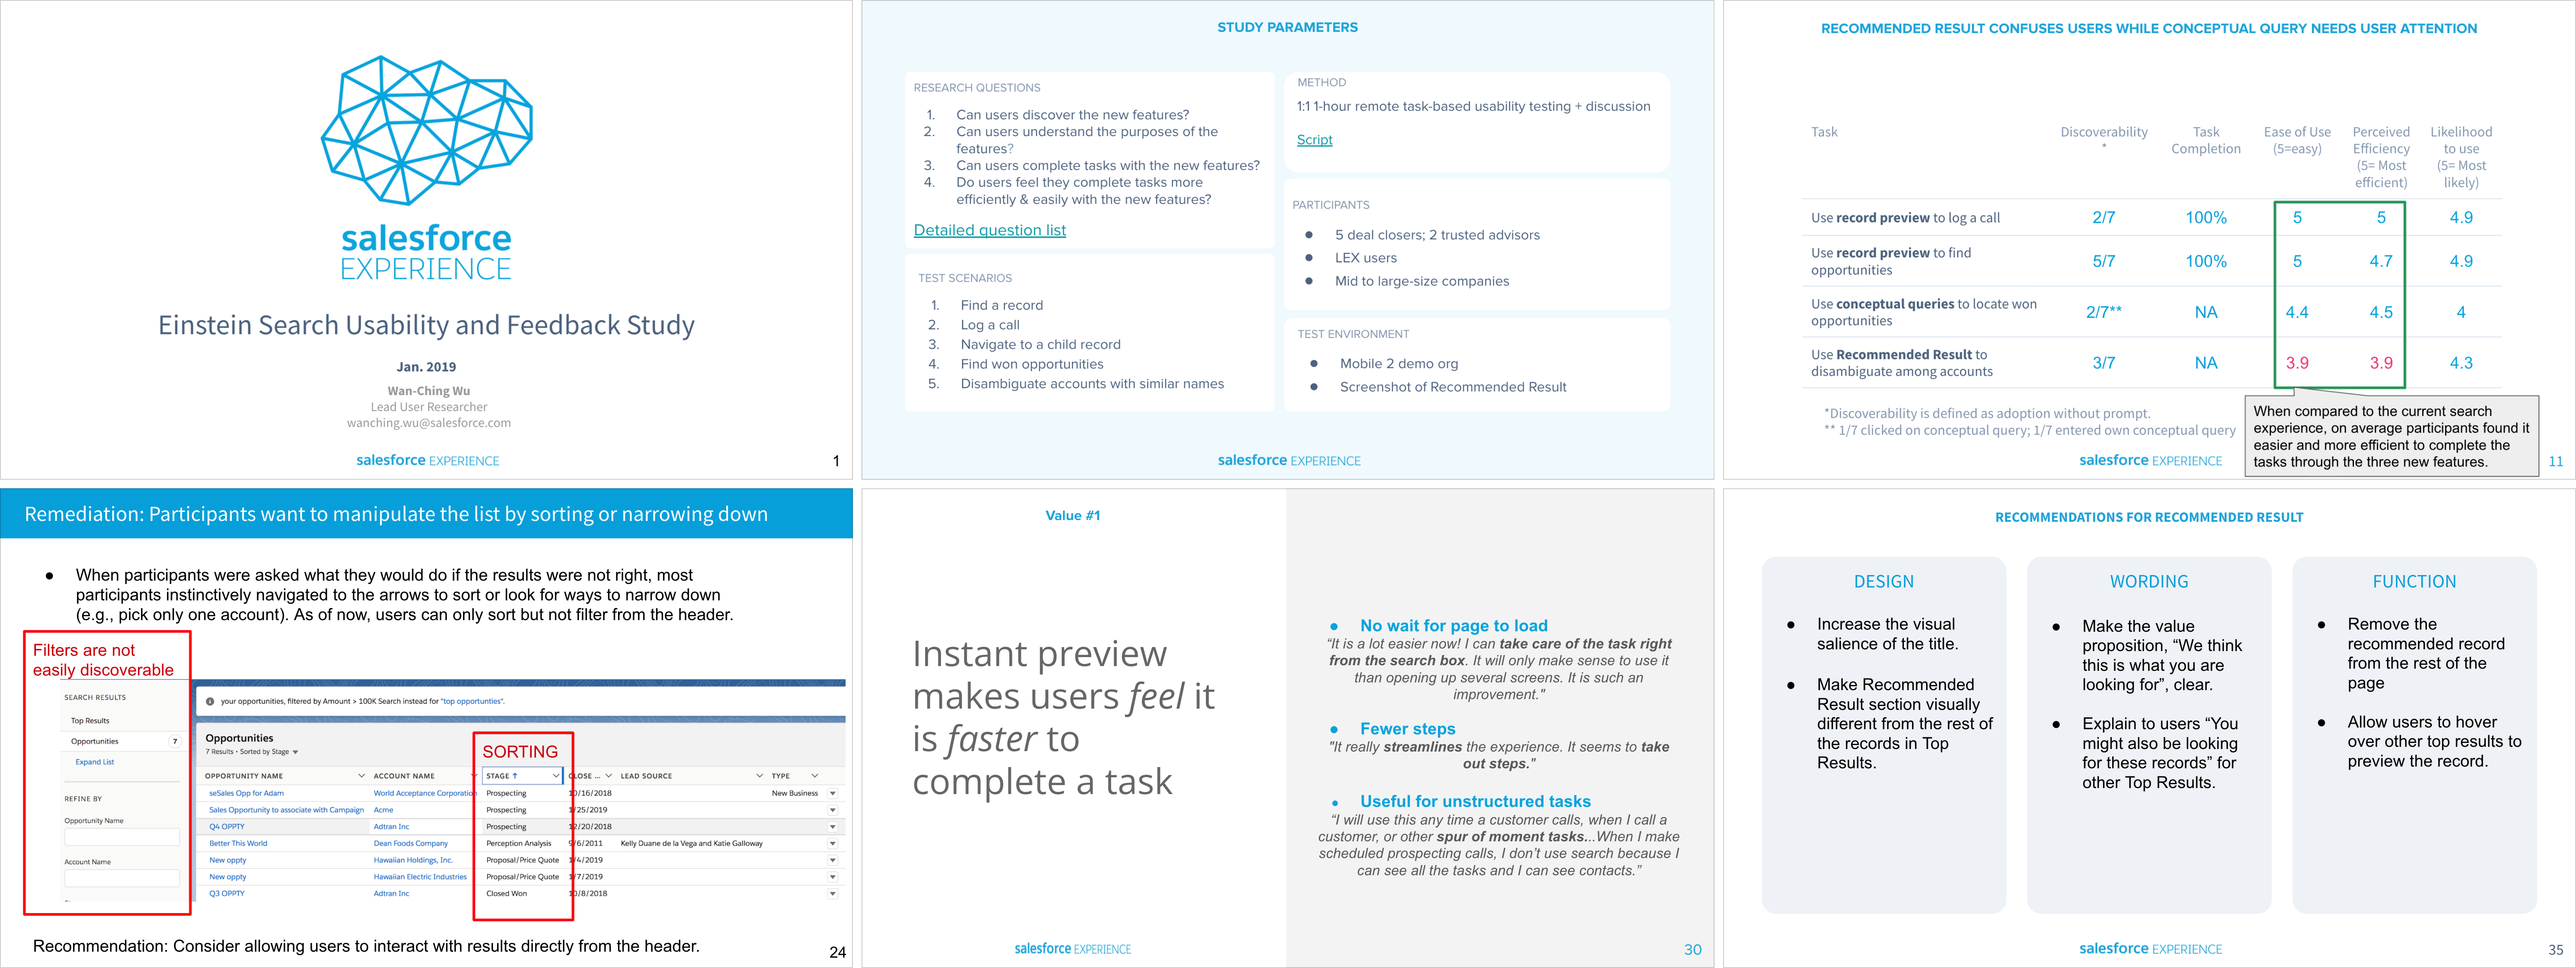 salesforce
EXPERIENCE
Einstein Search Usability and Feedback Study
Jan. 2019
Wan-Ching Wu
Lead User Researcher
wanching.wu@salesforce.com
salesforce EXPERIENCE
1
STUDY PARAMETERS
RESEARCH QUESTIONS
1. Can users discover the new features?
2. Can users understand the purposes of the
features?
3. Can users complete tasks with the new features?
4. Do users feel they complete tasks more
efficiently & easily with the new features?
Detailed question list
TEST SCENARIOS
1. Find a record
2. Log a call
3. Navigate to a child record
4. Find won opportunities
5. Disambiguate accounts with similar names
METHOD
1:1 1-hour remote task-based usability testing + discussion
Script
PARTICIPANTS
● 5 deal closers; 2 trusted advisors
● LEX users
● Mid to large-size companies
TEST ENVIRONMENT
● Mobile 2 demo org
● Screenshot of Recommended Result
salesforce EXPERIENCE
RECOMMENDED RESULT CONFUSES USERS WHILE CONCEPTUAL QUERY NEEDS USER ATTENTION
Task
Discoverability
*
Task
Completion
Ease of Use
(5=easy)
Perceived
Efficiency
(5= Most
efficient)
Likelihood
to use
(5= Most
likely)
Use record preview to log a call 2/7 100% 5 5 4.9
Use record preview to find
opportunities
5/7 100% 5 4.7 4.9
Use conceptual queries to locate won
opportunities
2/7** NA 4.4 4.5 4
Use Recommended Result to
disambiguate among accounts
3/7 NA 3.9 3.9 4.3
*Discoverability is defined as adoption without prompt.
** 1/7 clicked on conceptual query; 1/7 entered own conceptual query
When compared to the current search
experience, on average participants found it
easier and more efficient to complete the
tasks through the three new features.
salesforce EXPERIENCE
11
Remediation: Participants want to manipulate the list by sorting or narrowing down
● When participants were asked what they would do if the results were not right, most
participants instinctively navigated to the arrows to sort or look for ways to narrow down
(e.g., pick only one account). As of now, users can only sort but not filter from the header.
Filters are not
easily discoverable
SEARCH RESULTS
Top Results
Opportunities 7
Expand List
REFINE BY
Opportunity Name
Account Name
your opportunities, filtered by Amount > 100K Search instead for "top opportunties".
Opportunities
7 Results • Sorted by Stage
SORTING
OPPORTUNITY NAME ACCOUNT NAME STAGE ↑ CLOSE ... LEAD SOURCE TYPE
seSales Opp for Adam World Acceptance Corporation Prospecting 10/16/2018 New Business
Sales Opportunity to associate with Campaign Acme Prospecting 1/25/2019
Q4 OPPTY Adtran Inc Prospecting 12/20/2018
Better This World Dean Foods Company Perception Analysis 9/6/2011 Kelly Duane de la Vega and Katie Galloway
New oppty Hawaiian Holdings, Inc. Proposal/Price Quote 1/4/2019
New oppty Hawaiian Electric Industries Proposal/Price Quote 1/7/2019
Q3 OPPTY Adtran Inc Closed Won 10/8/2018
Recommendation: Consider allowing users to interact with results directly from the header.
24
Value #1
Instant preview
makes users feel it
is faster to
complete a task
● No wait for page to load
“It is a lot easier now! I can take care of the task right
from the search box. It will only make sense to use it
than opening up several screens. It is such an
improvement."
● Fewer steps
"It really streamlines the experience. It seems to take
out steps."
● Useful for unstructured tasks
“I will use this any time a customer calls, when I call a
customer, or other spur of moment tasks...When I make
scheduled prospecting calls, I don’t use search because I
can see all the tasks and I can see contacts.”
salesforce EXPERIENCE
30
RECOMMENDATIONS FOR RECOMMENDED RESULT
DESIGN
● Increase the visual
salience of the title.
● Make Recommended
Result section visually
different from the rest of
the records in Top
Results.
WORDING
● Make the value
proposition, “We think
this is what you are
looking for”, clear.
● Explain to users “You
might also be looking
for these records” for
other Top Results.
FUNCTION
● Remove the
recommended record
from the rest of the
page
● Allow users to hover
over other top results to
preview the record.
salesforce EXPERIENCE
35